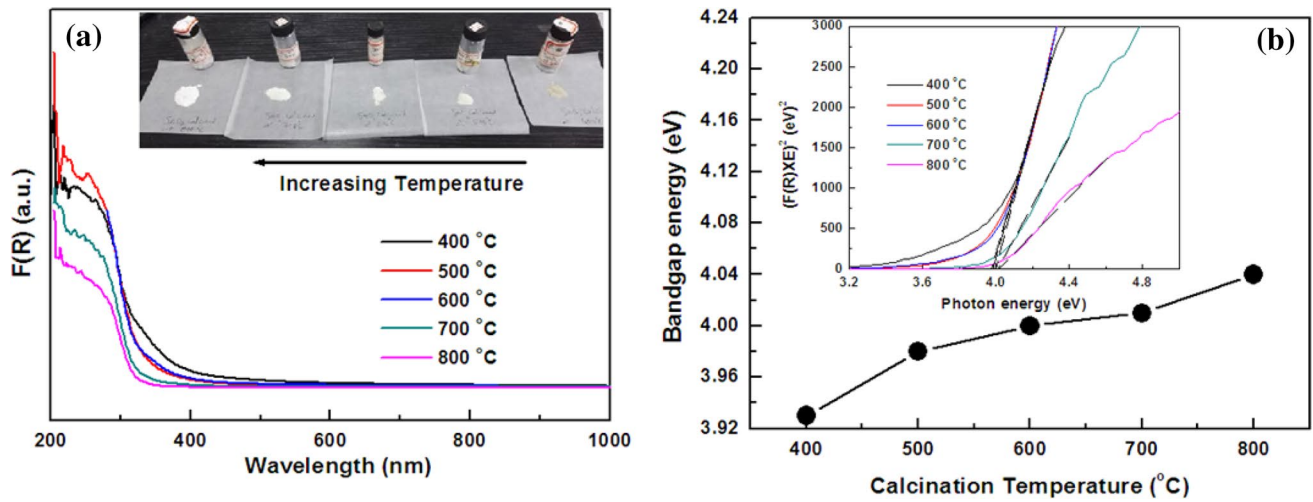 (a)
F(R) (a.u.)
Increasing Temperature
400 °C
500 °C
600 °C
700 °C
800 °C
200 400 600 800 1000
Wavelength (nm)
(b)
Bandgap energy (eV)
4.24
4.20
4.16
4.12
4.08
4.04
4.00
3.96
3.92
(F(R)XE)² (eV)²
3000
2500
2000
1500
1000
500
0
400 °C
500 °C
600 °C
700 °C
800 °C
3.2 3.6 4.0 4.4 4.8
Photon energy (eV)
400 500 600 700 800
Calcination Temperature (°C)